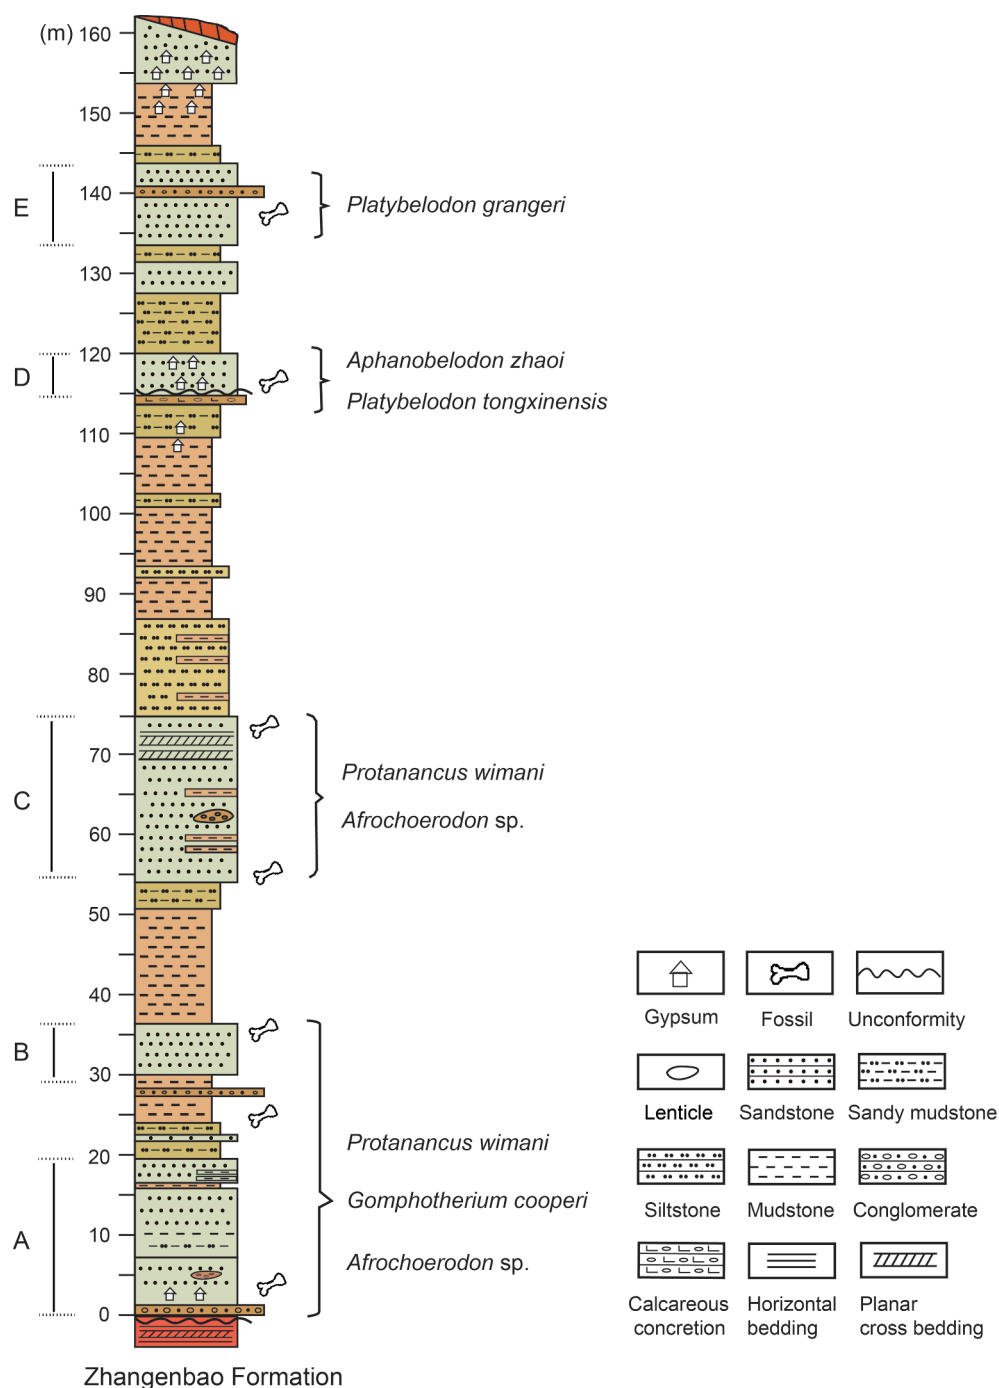 (m)
160
150
140
130
120
110
100
90
80
70
60
50
40
30
20
10
0
E
D
C
B
A
Platybelodon grangeri
Aphanobelodon zhaoi
Platybelodon tongxinensis
Protanancus wimani
Afrochoerodon sp.
Protanancus wimani
Gomphotherium cooperi
Afrochoerodon sp.
Gypsum
Fossil
Unconformity
Lenticle
Sandstone
Sandy mudstone
Siltstone
Mudstone
Conglomerate
Calcareous
concretion
Horizontal
bedding
Planar
cross bedding
Zhangenbao Formation